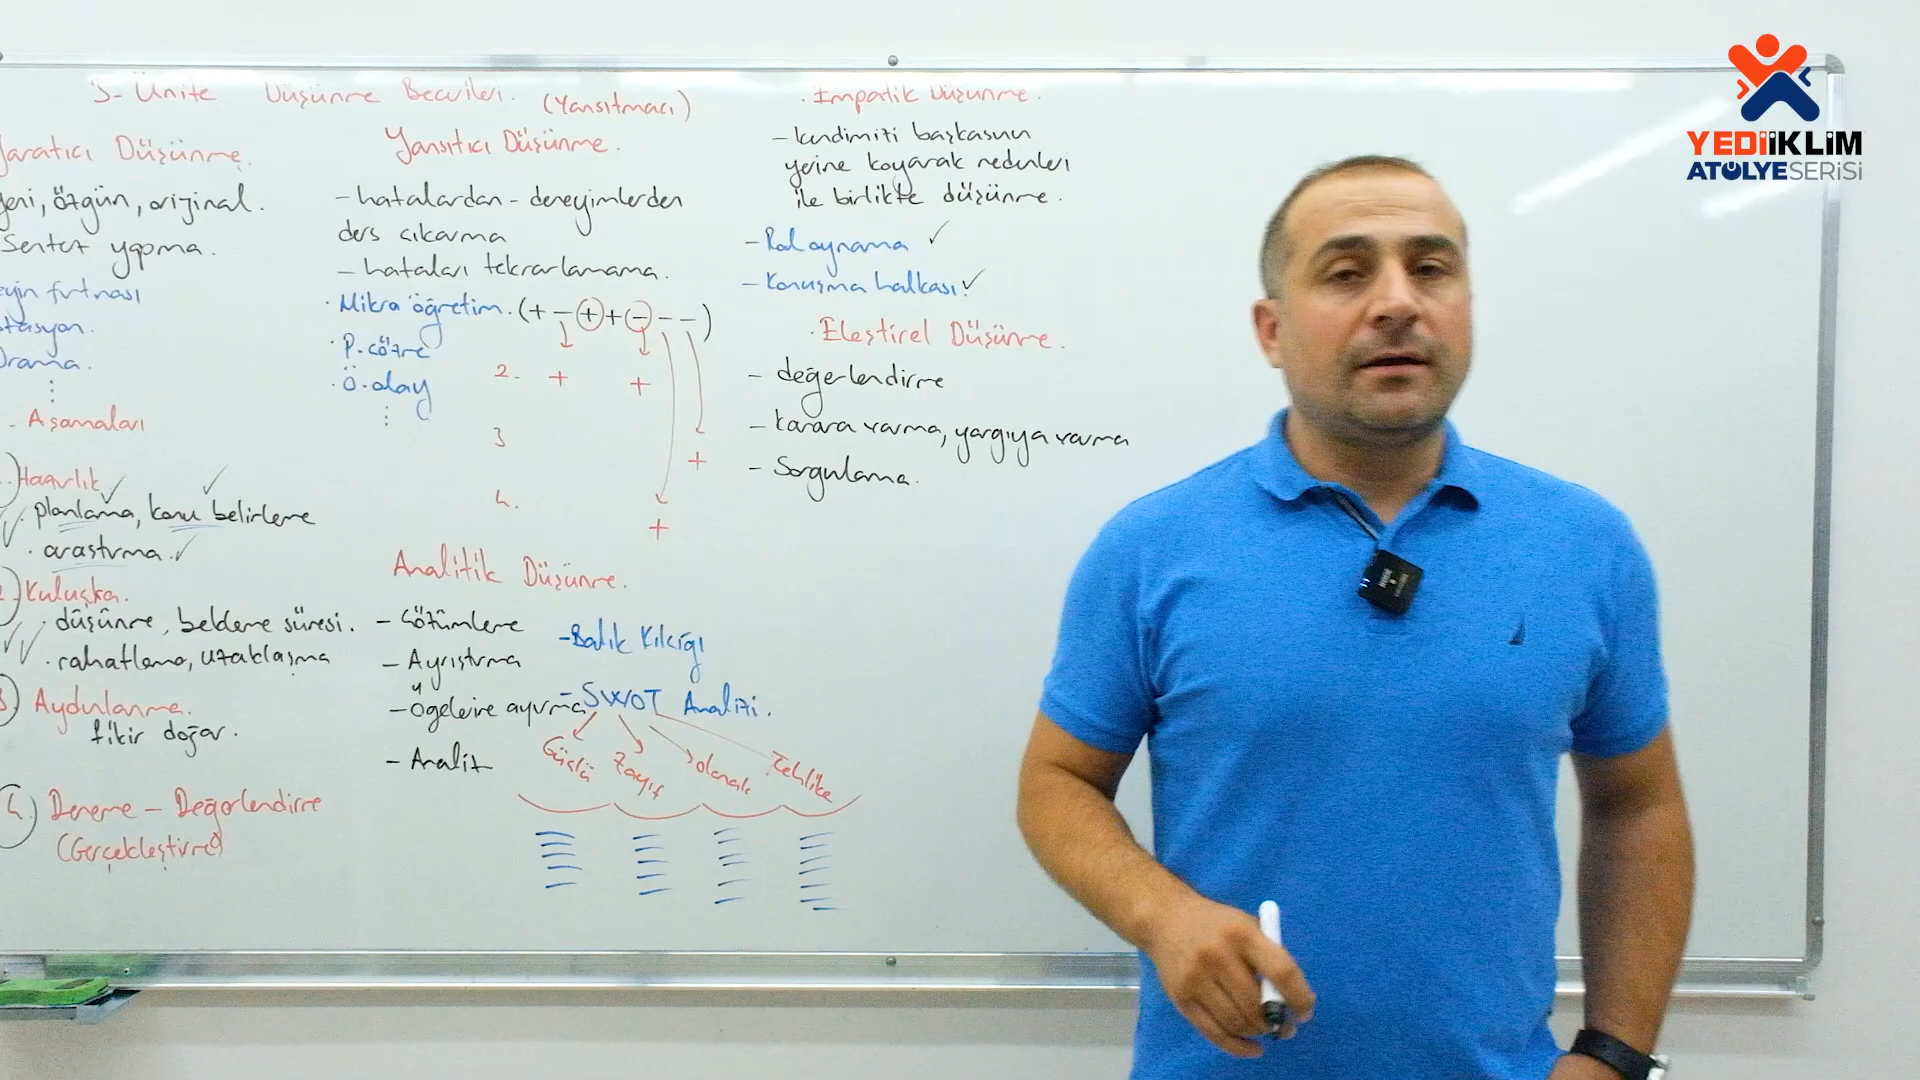 3- Ünite Düşünme Becerileri. (Yansıtmacı)
Yaratıcı Düşünme.
yeni, özgün, orijinal.
Sentez yapma.
beyin fırtınası
istasyon.
Drama.
- Aşamaları
1) Hazırlık
. planlama, konu belirleme
. araştırma.
2) Kuluçka.
. düşünme, bekleme süresi.
. rahatlama, uzaklaşma
3) Aydınlanma.
fikir doğar.
4.) Deneme - Değerlendirme
(Gerçekleştirme)
Yansıtıcı Düşünme.
- hatalardan - deneyimlerden
ders çıkarma
- hataları tekrarlamama.
. Mikro öğretim. (+ - + + - - -)
. P. çözme
. Ö. olay
2. + +
3
+
4.
+
Analitik Düşünme.
- Çözümleme
- Ayrıştırma
- Ögelerine ayırma
- Analiz
- Balık Kılçığı
- SWOT Analizi.
Güçlü Zayıf olanak Tehlike
. Empatik Düşünme.
- kendimizi başkasının
yerine koyarak nedenleri
ile birlikte düşünme.
- Rol oynama ✓
- Konuşma halkası. ✓
. Eleştirel Düşünme.
- değerlendirme
- Karara varma, yargıya varma
- Sorgulama.
YEDİİKLİM
ATÖLYESERİSİ